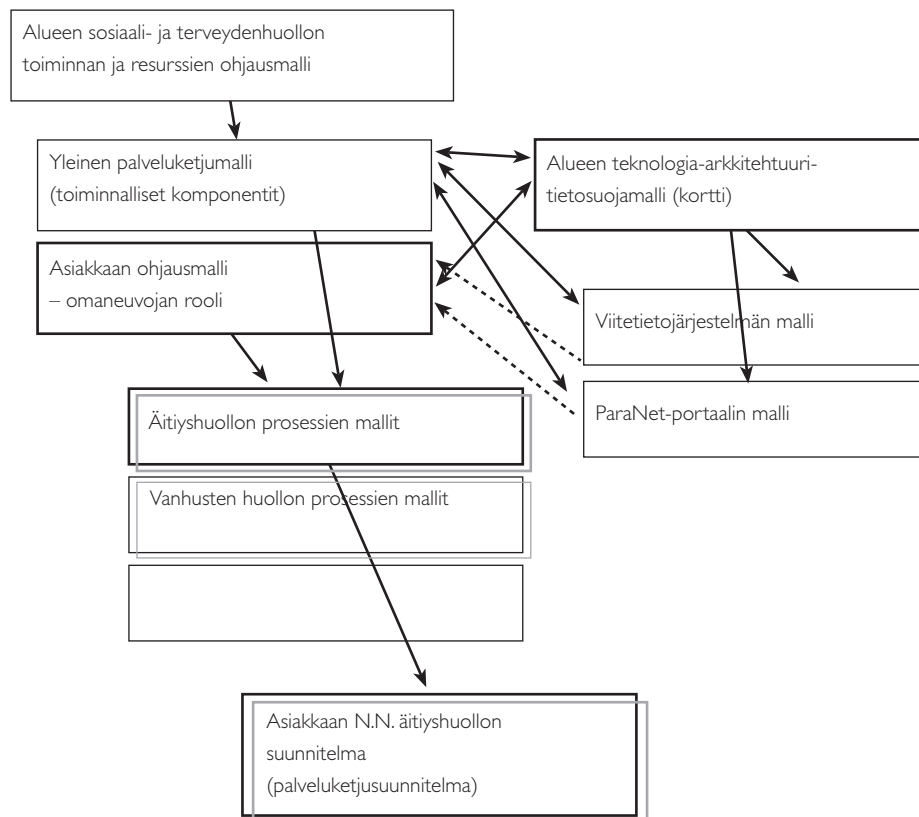 Alueen sosiaali- ja terveydenhuollon
toiminnan ja resurssien ohjausmalli
Yleinen palveluketjumalli
(toiminnalliset komponentit)
Alueen teknologia-arkkitehtuuri-
tietosuojamalli (kortti)
Asiakkaan ohjausmalli
– omaneuvojan rooli
Viitetietojärjestelmän malli
ParaNet-portaalin malli
Äitiyshuollon prosessien mallit
Vanhusten huollon prosessien mallit
Asiakkaan N.N. äitiyshuollon
suunnitelma
(palveluketjusuunnitelma)